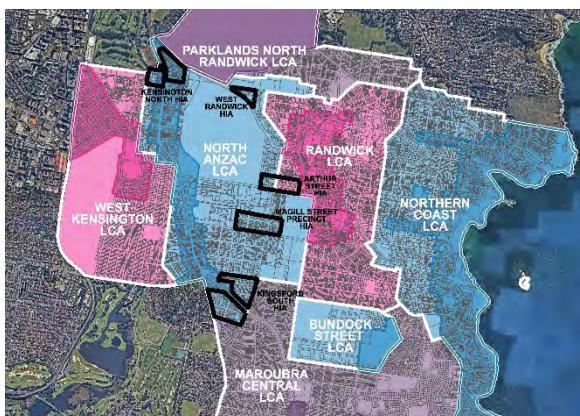 PARKLANDS NORTH
RANDWICK LCA
KENSINGTON
NORTH HIA
WEST
RANDWICK
HIA
NORTH
ANZAC
LCA
RANDWICK
LCA
ARTHUR
STREET
HIA
WEST
KENSINGTON
LCA
NORTHERN
COAST LCA
MAGILL STREET
PRECINCT
HIA
KINGSFORD
SOUTH
HIA
BUNDOCK
STREET
LCA
MAROUBRA
CENTRAL
LCA